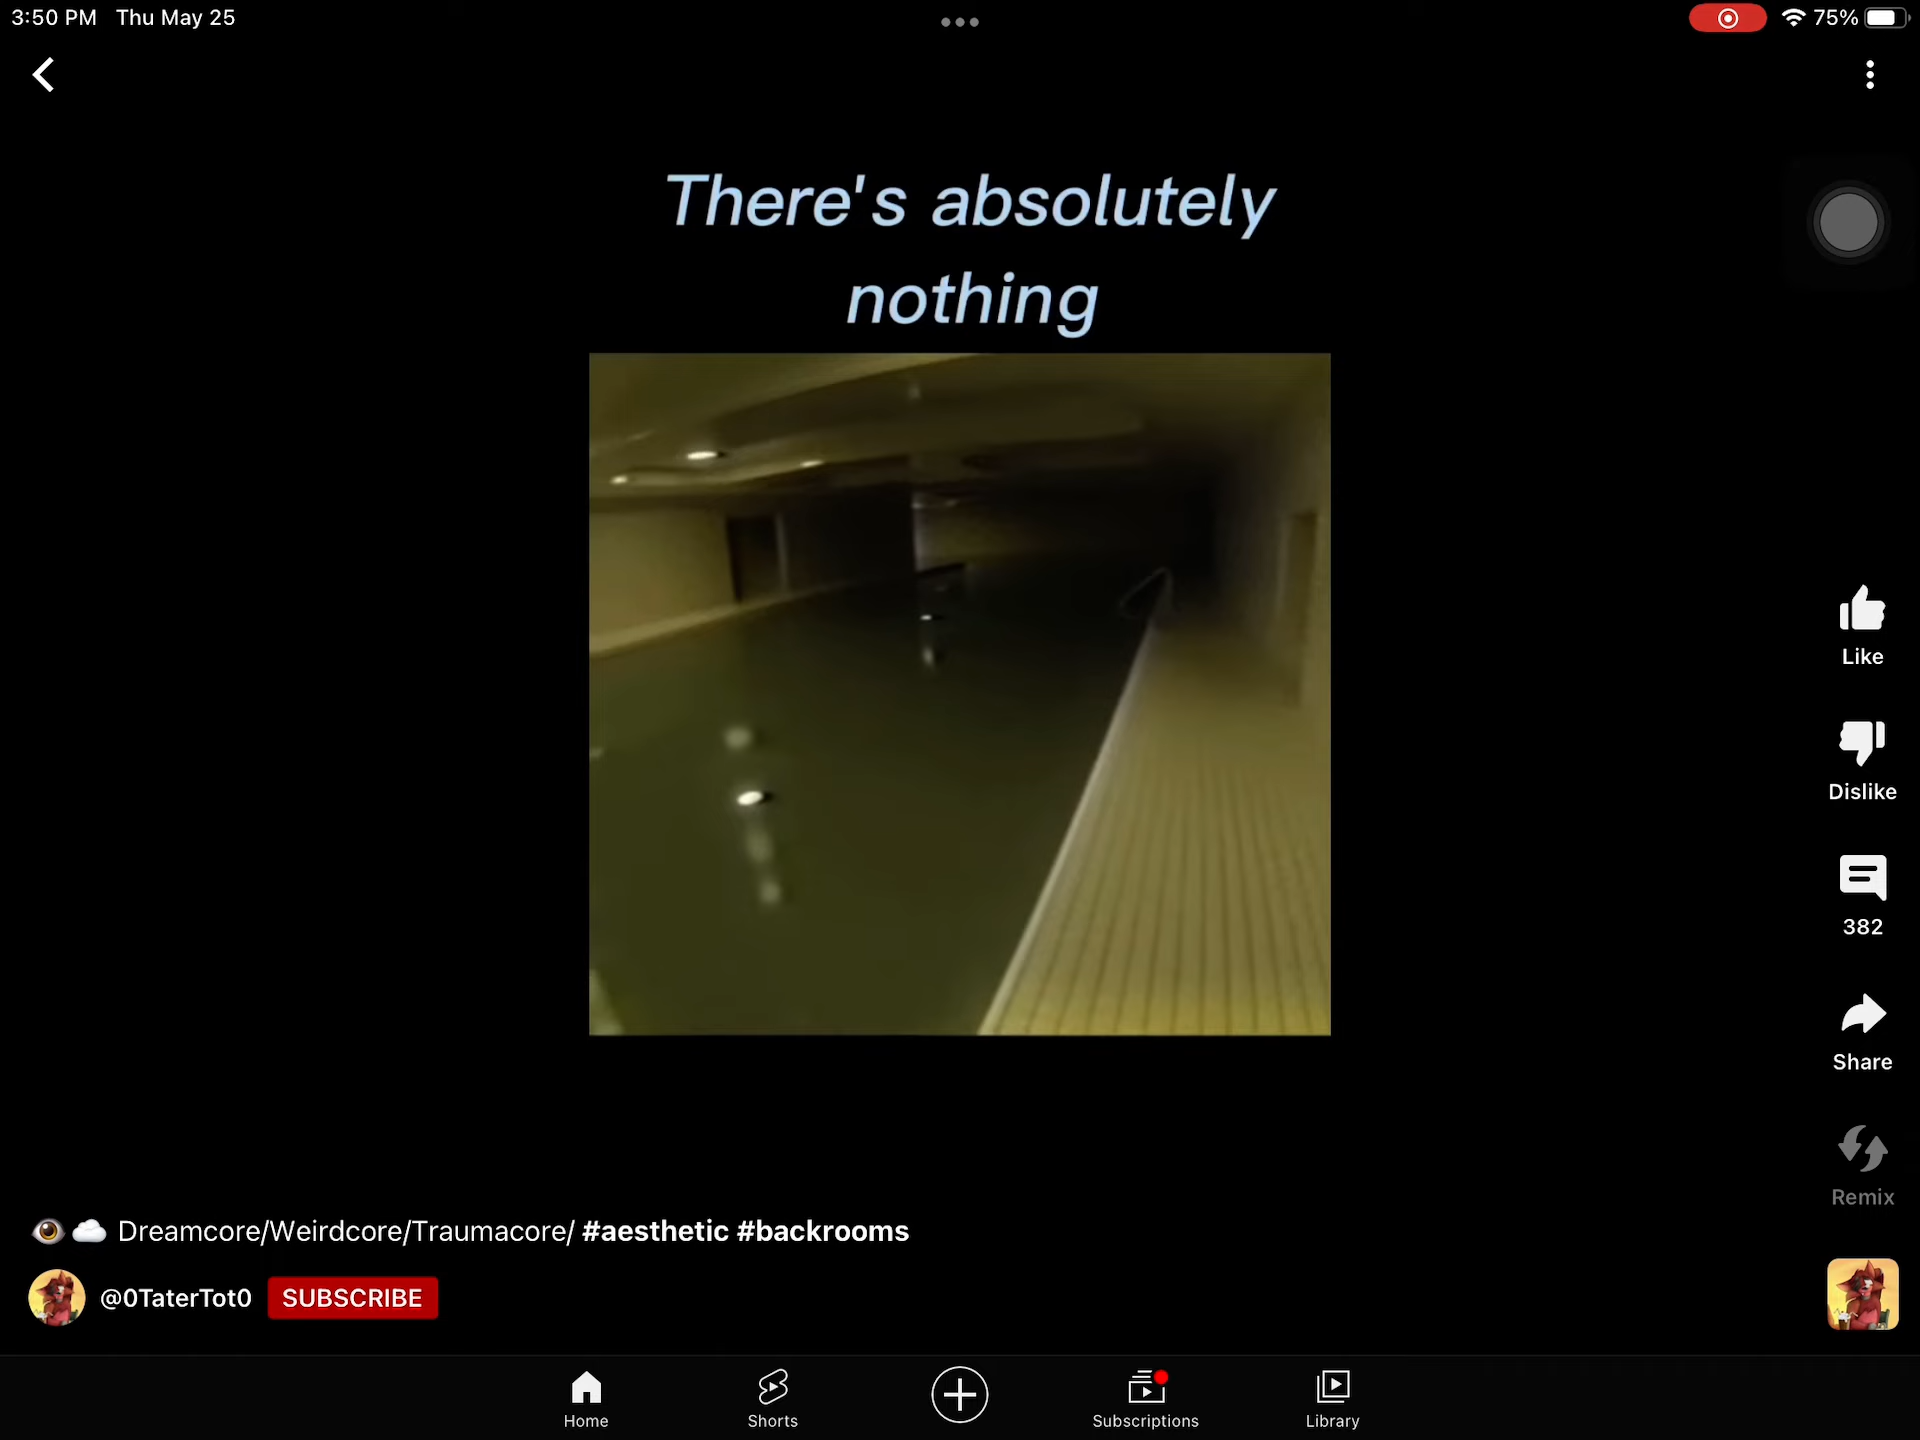 3:50 PM Thu May 25
75%
There's absolutely
nothing
Like
Dislike
382
Share
Remix
👁️☁️ Dreamcore/Weirdcore/Traumacore/ #aesthetic #backrooms
@0TaterTot0 SUBSCRIBE
Home Shorts Subscriptions Library